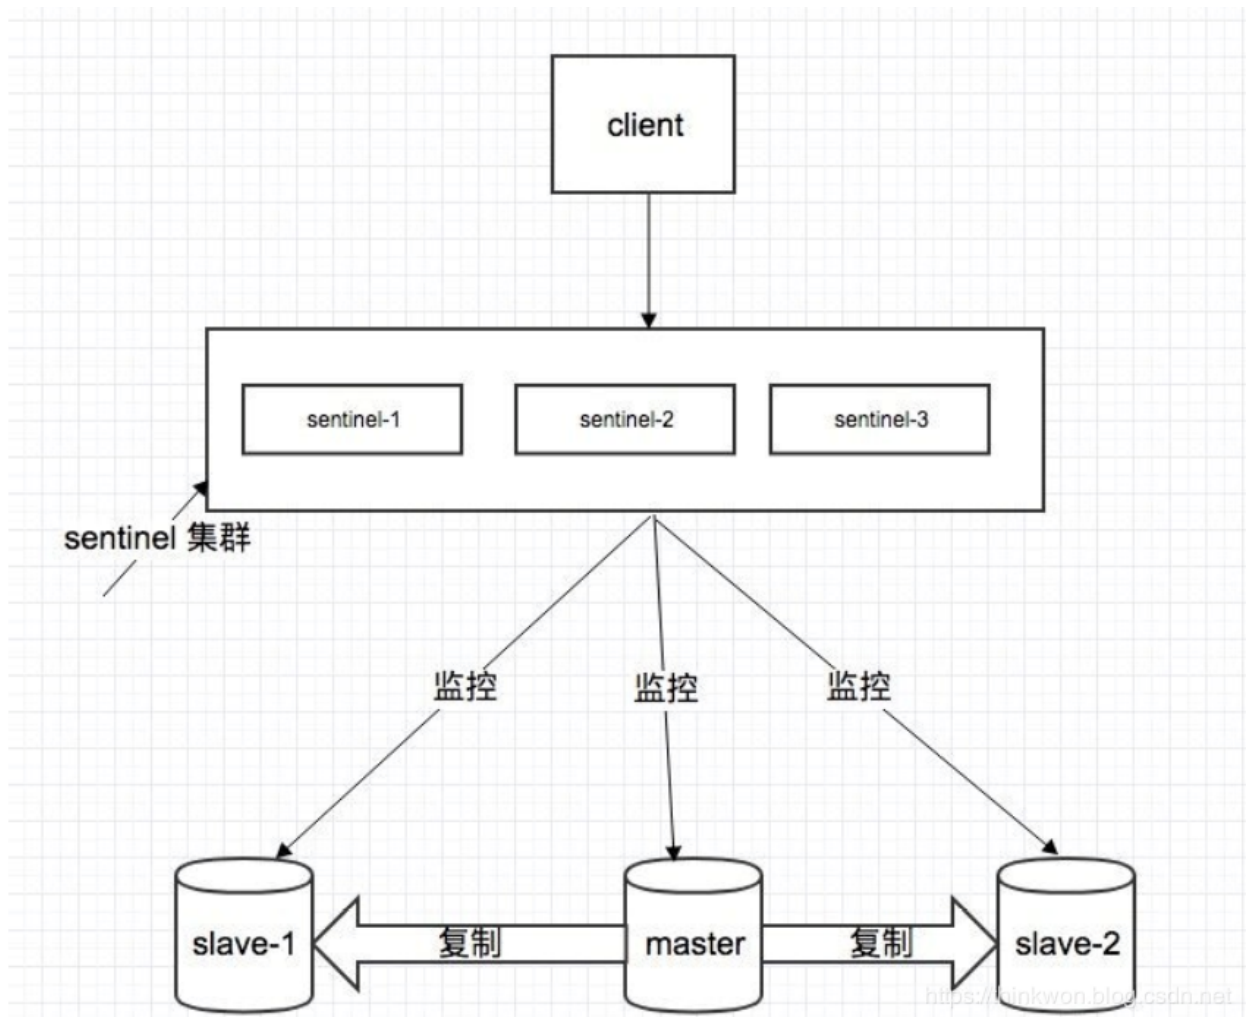 client
sentinel-1
sentinel-2
sentinel-3
sentinel 集群
监控
监控
监控
slave-1
复制
master
复制
slave-2
https://thinkwon.blog.csdn.net